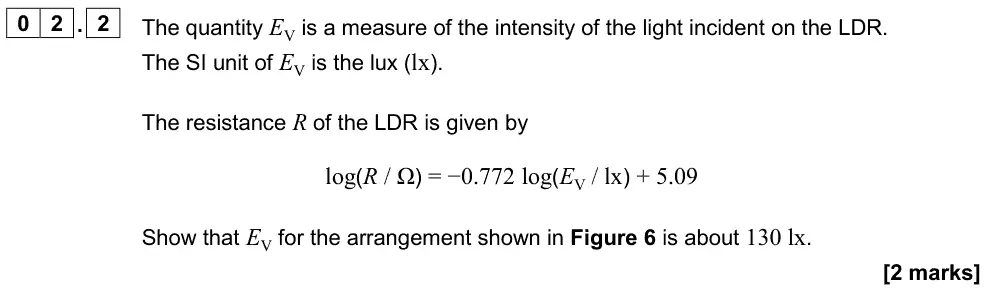 0 2 . 2 The quantity E_V is a measure of the intensity of the light incident on the LDR.
The SI unit of E_V is the lux (lx).
The resistance R of the LDR is given by
log(R / Ω) = −0.772 log(E_V / lx) + 5.09
Show that E_V for the arrangement shown in Figure 6 is about 130 lx.
[2 marks]